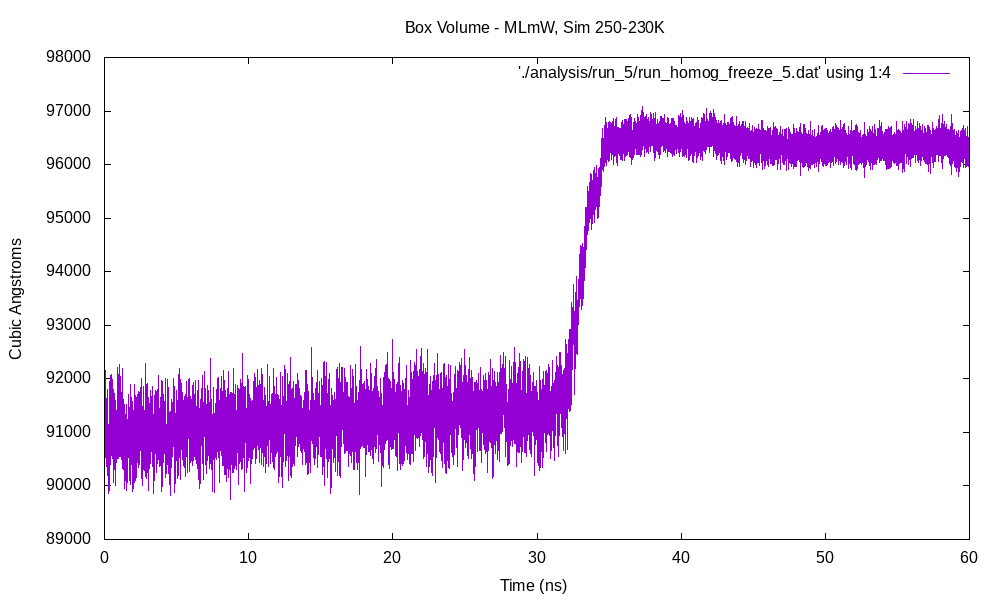 Box Volume - MLmW, Sim 250-230K
'./analysis/run_5/run_homog_freeze_5.dat' using 1:4
98000
97000
96000
95000
94000
93000
92000
91000
90000
89000
Cubic Angstroms
0 10 20 30 40 50 60
Time (ns)